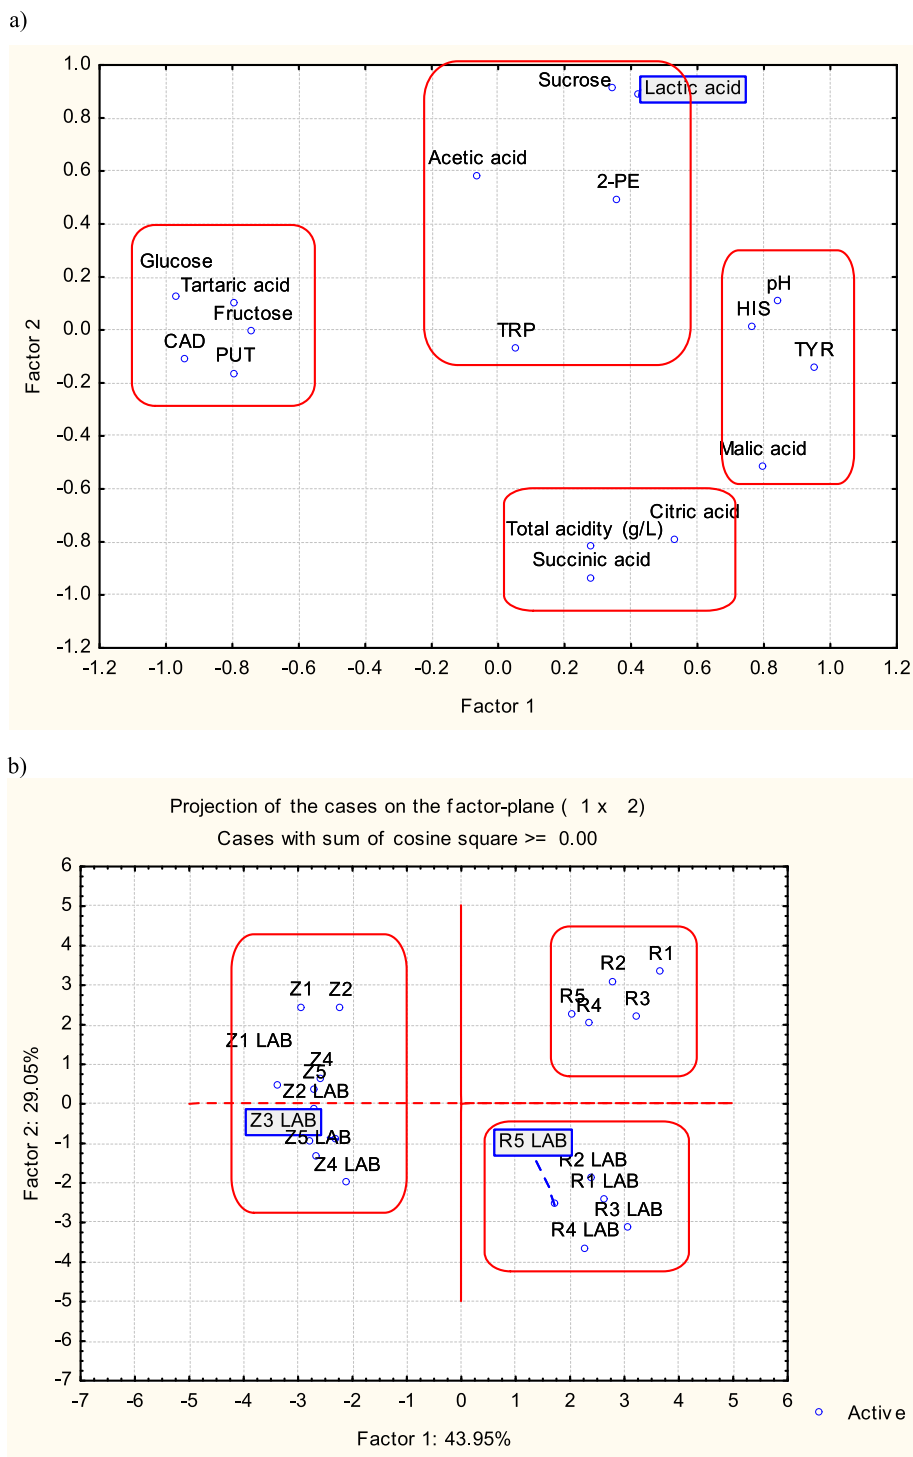 a)
1.0
0.8
0.6
0.4
0.2
0.0
-0.2
-0.4
-0.6
-0.8
-1.0
-1.2
Factor 2
Sucrose
Lactic acid
Acetic acid
2-PE
Glucose
Tartaric acid
Fructose
CAD
PUT
TRP
pH
HIS
TYR
Malic acid
Citric acid
Total acidity (g/L)
Succinic acid
-1.2 -1.0 -0.8 -0.6 -0.4 -0.2 0.0 0.2 0.4 0.6 0.8 1.0 1.2
Factor 1
b)
Projection of the cases on the factor-plane ( 1 x 2)
Cases with sum of cosine square >= 0.00
6
5
4
3
2
1
0
-1
-2
-3
-4
-5
-6
-7
Factor 2: 29.05%
Z1 Z2
Z1 LAB
Z4
Z5
Z2 LAB
Z3 LAB
Z5 LAB
Z4 LAB
R1
R2
R5
R4
R3
R5 LAB
R2 LAB
R1 LAB
R3 LAB
R4 LAB
-7 -6 -5 -4 -3 -2 -1 0 1 2 3 4 5 6
Factor 1: 43.95%
Active